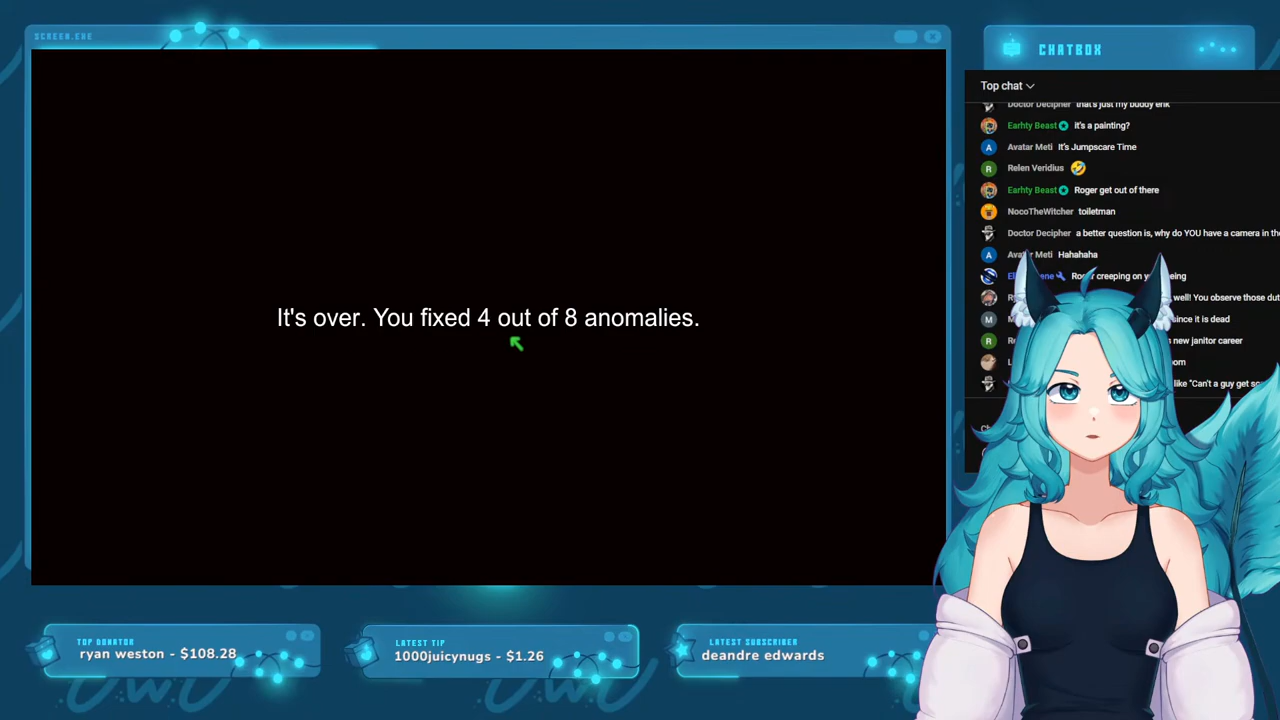 SCREEN.EXE
It's over. You fixed 4 out of 8 anomalies.
CHATBOX
Top chat
Doctor Decipher that's just my buddy erik
Earhty Beast it's a painting?
Avatar Meti It's Jumpscare Time
Relen Veridius
Earhty Beast Roger get out of there
NocoTheWitcher toiletman
Doctor Decipher a better question is, why do YOU have a camera in the
Avatar Meti Hahahaha
creeping on
well! You observe those
since it is dead
new janitor career
like "Can't a guy get
TOP DONATOR
ryan weston - $108.28
LATEST TIP
1000juicynugs - $1.26
LATEST SUBSCRIBER
deandre edwards
OwO
OwO